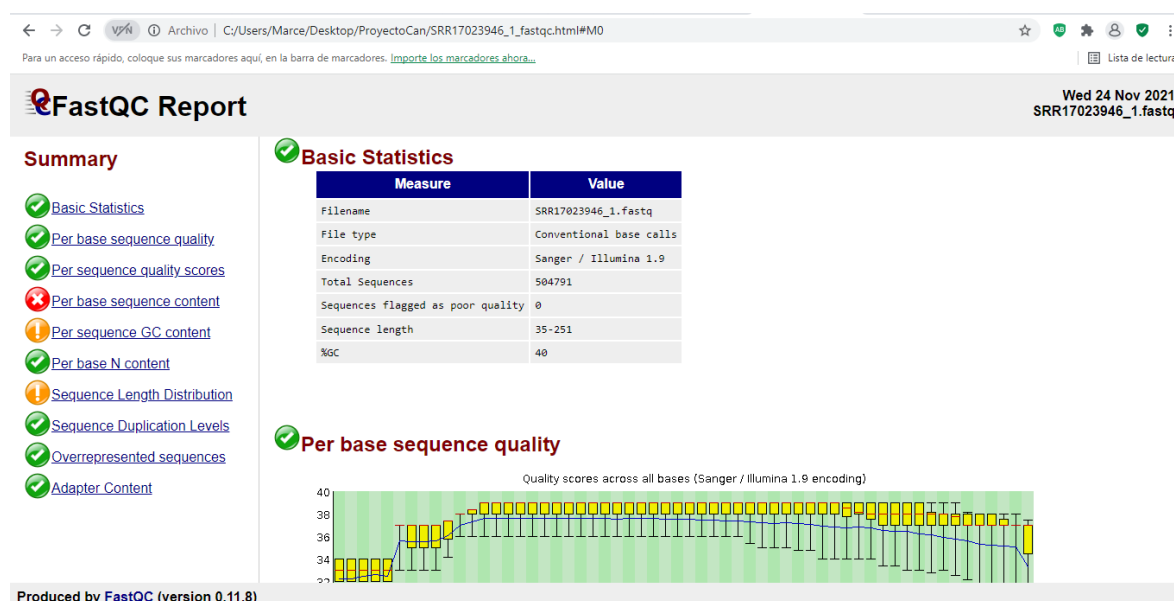 VPN Archivo | C:/Users/Marce/Desktop/ProyectoCan/SRR17023946_1_fastqc.html#M0
Para un acceso rápido, coloque sus marcadores aquí, en la barra de marcadores. Importe los marcadores ahora...
Lista de lectura
FastQC Report
Wed 24 Nov 2021
SRR17023946_1.fastq
Summary
Basic Statistics
Per base sequence quality
Per sequence quality scores
Per base sequence content
Per sequence GC content
Per base N content
Sequence Length Distribution
Sequence Duplication Levels
Overrepresented sequences
Adapter Content
Basic Statistics
Measure Value
Filename SRR17023946_1.fastq
File type Conventional base calls
Encoding Sanger / Illumina 1.9
Total Sequences 504791
Sequences flagged as poor quality 0
Sequence length 35-251
%GC 40
Per base sequence quality
Quality scores across all bases (Sanger / Illumina 1.9 encoding)
40
38
36
34
32
Produced by FastQC (version 0.11.8)